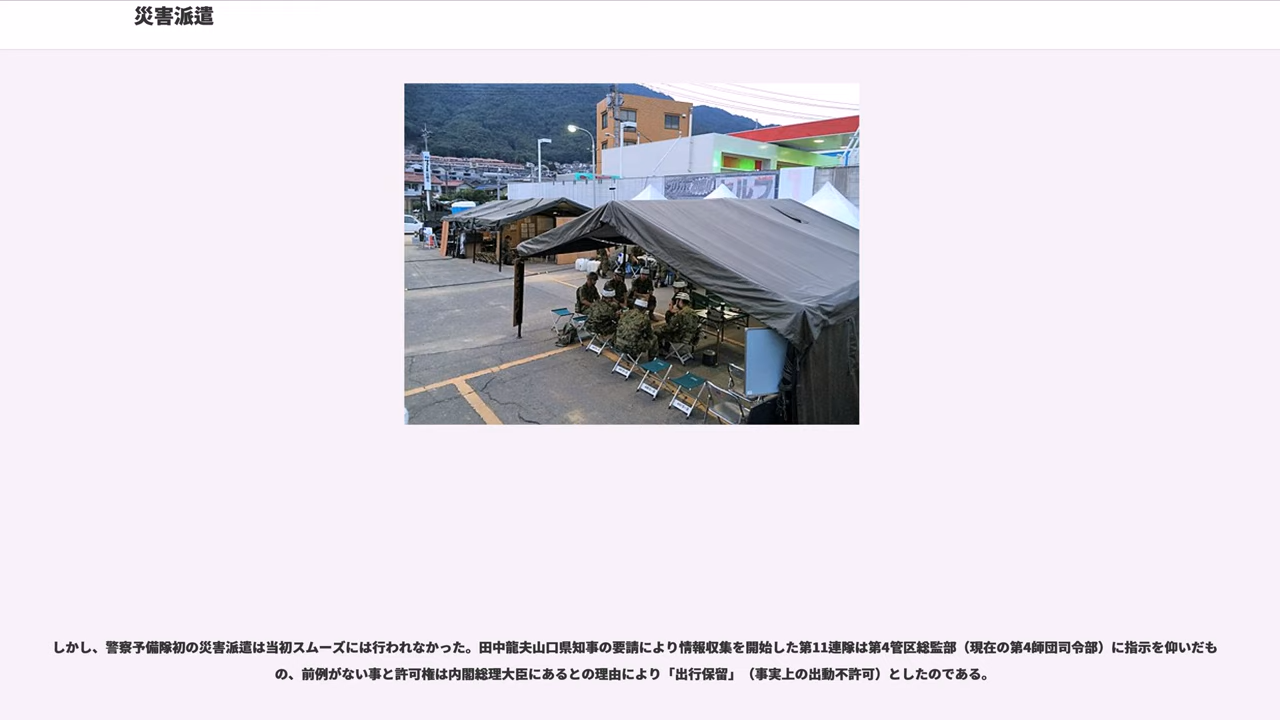 災害派遣
しかし、警察予備隊初の災害派遣は当初スムーズには行われなかった。田中龍夫山口県知事の要請により情報収集を開始した第11連隊は第4管区総監部（現在の第4師団司令部）に指示を仰いだも
の、前例がない事と許可権は内閣総理大臣にあるとの理由により「出行保留」（事実上の出動不許可）としたのである。